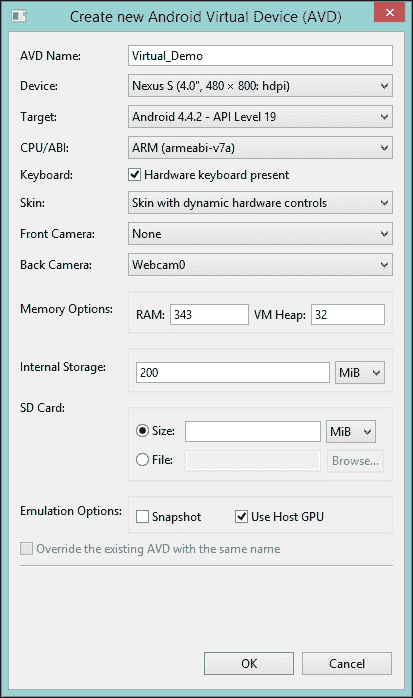 Create new Android Virtual Device (AVD)
AVD Name: Virtual_Demo
Device: Nexus S (4.0", 480 × 800: hdpi)
Target: Android 4.4.2 - API Level 19
CPU/ABI: ARM (armeabi-v7a)
Keyboard: Hardware keyboard present
Skin: Skin with dynamic hardware controls
Front Camera: None
Back Camera: Webcam0
Memory Options: RAM: 343 VM Heap: 32
Internal Storage: 200 MiB
SD Card:
Size: MiB
File: Browse...
Emulation Options: Snapshot Use Host GPU
Override the existing AVD with the same name
OK Cancel